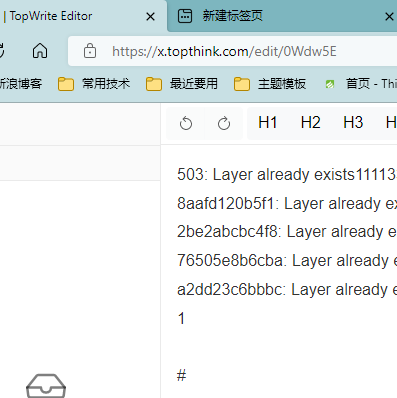 | TopWrite Editor
新建标签页
https://x.topthink.com/edit/0Wdw5E
新浪博客 常用技术 最近要用 主题模板 首页 - Thi
H1 H2 H3 H
503: Layer already exists11113
8aafd120b5f1: Layer already ex
2be2abcbc4f8: Layer already e
76505e8b6cba: Layer already e
a2dd23c6bbbc: Layer already e
1
#